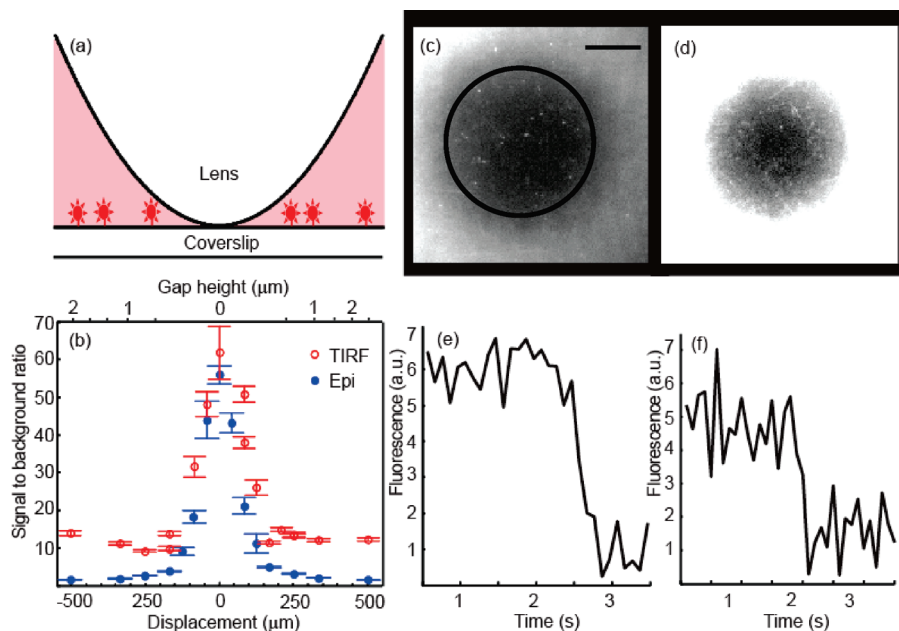 (a)
Lens
Coverslip
Gap height (μm)
2 1 0 1 2
(b)
TIRF
Epi
Signal to background ratio
70
60
50
40
30
20
10
-500 250 0 250 500
Displacement (μm)
(c)
(d)
(e)
Fluorescence (a.u.)
7
6
5
4
3
2
1
1 2 3
Time (s)
(f)
Fluorescence (a.u.)
7
6
5
4
3
2
1
1 2 3
Time (s)